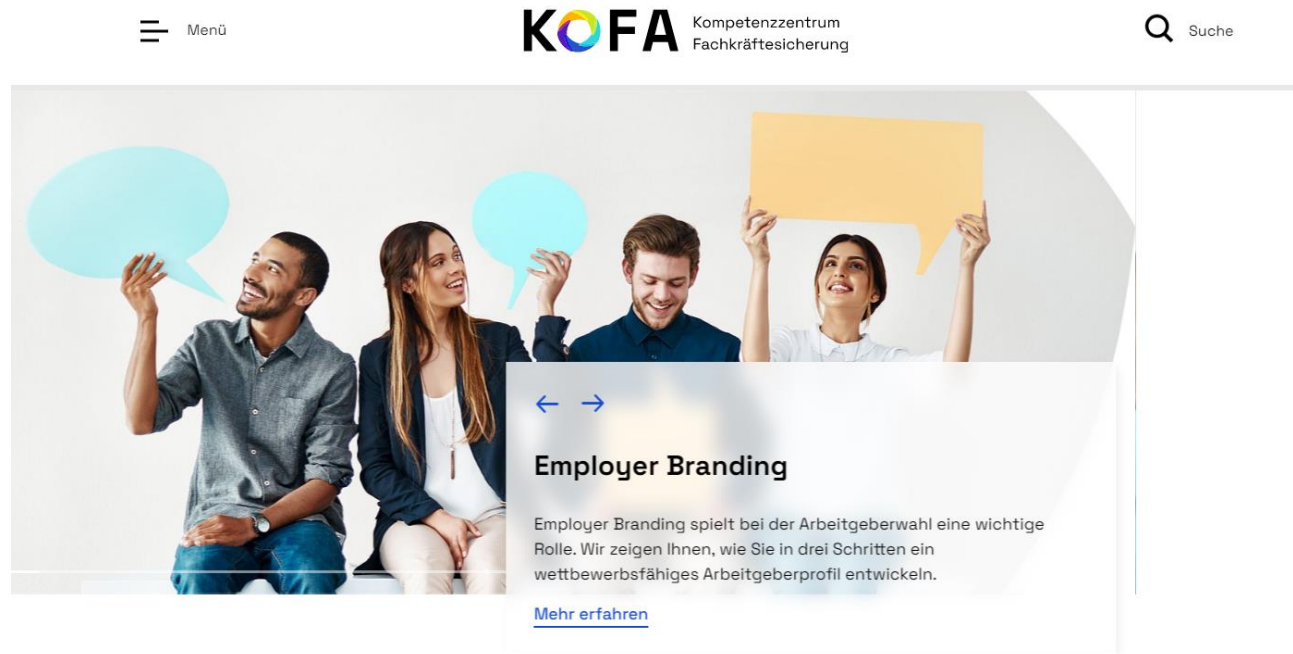 Menü
KOFA Kompetenzzentrum
Fachkräftesicherung
Suche
Employer Branding
Employer Branding spielt bei der Arbeitgeberwahl eine wichtige
Rolle. Wir zeigen Ihnen, wie Sie in drei Schritten ein
wettbewerbsfähiges Arbeitgeberprofil entwickeln.
Mehr erfahren